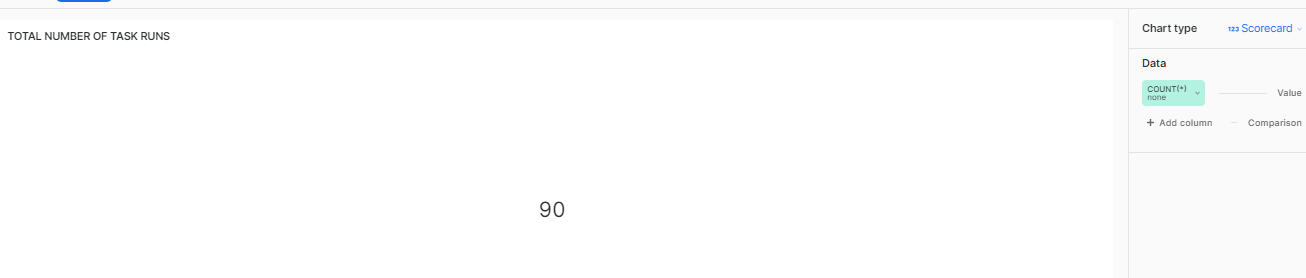 TOTAL NUMBER OF TASK RUNS
90
Chart type
123 Scorecard
Data
COUNT(*)
none
Value
+ Add column
Comparison